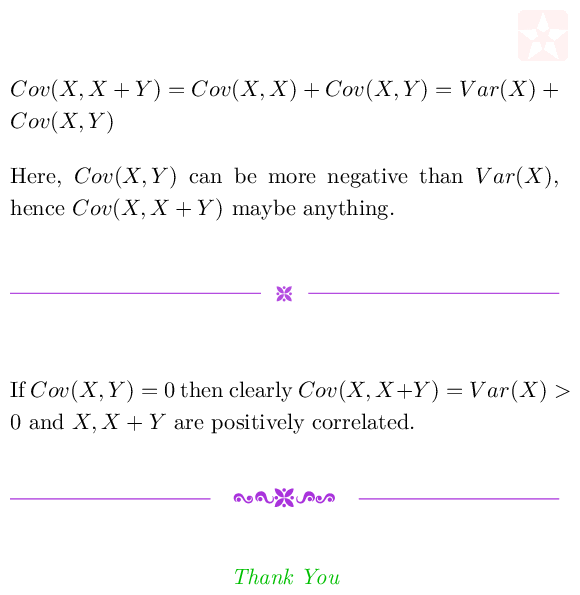 Cov(X, X + Y) = Cov(X, X) + Cov(X, Y) = Var(X) +
Cov(X, Y)
Here, Cov(X, Y) can be more negative than Var(X),
hence Cov(X, X + Y) maybe anything.
If Cov(X, Y) = 0 then clearly Cov(X, X+Y) = Var(X) >
0 and X, X + Y are positively correlated.
Thank You